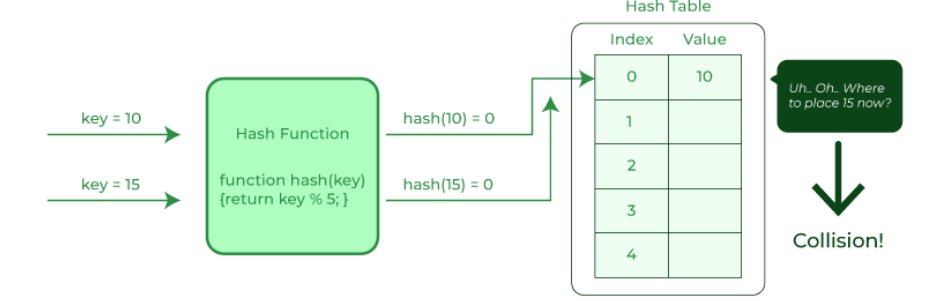 Hash Table
Index Value
key = 10
key = 15
Hash Function
function hash(key)
{return key % 5; }
hash(10) = 0
hash(15) = 0
0 10
1
2
3
4
Uh.. Oh.. Where
to place 15 now?
Collision!